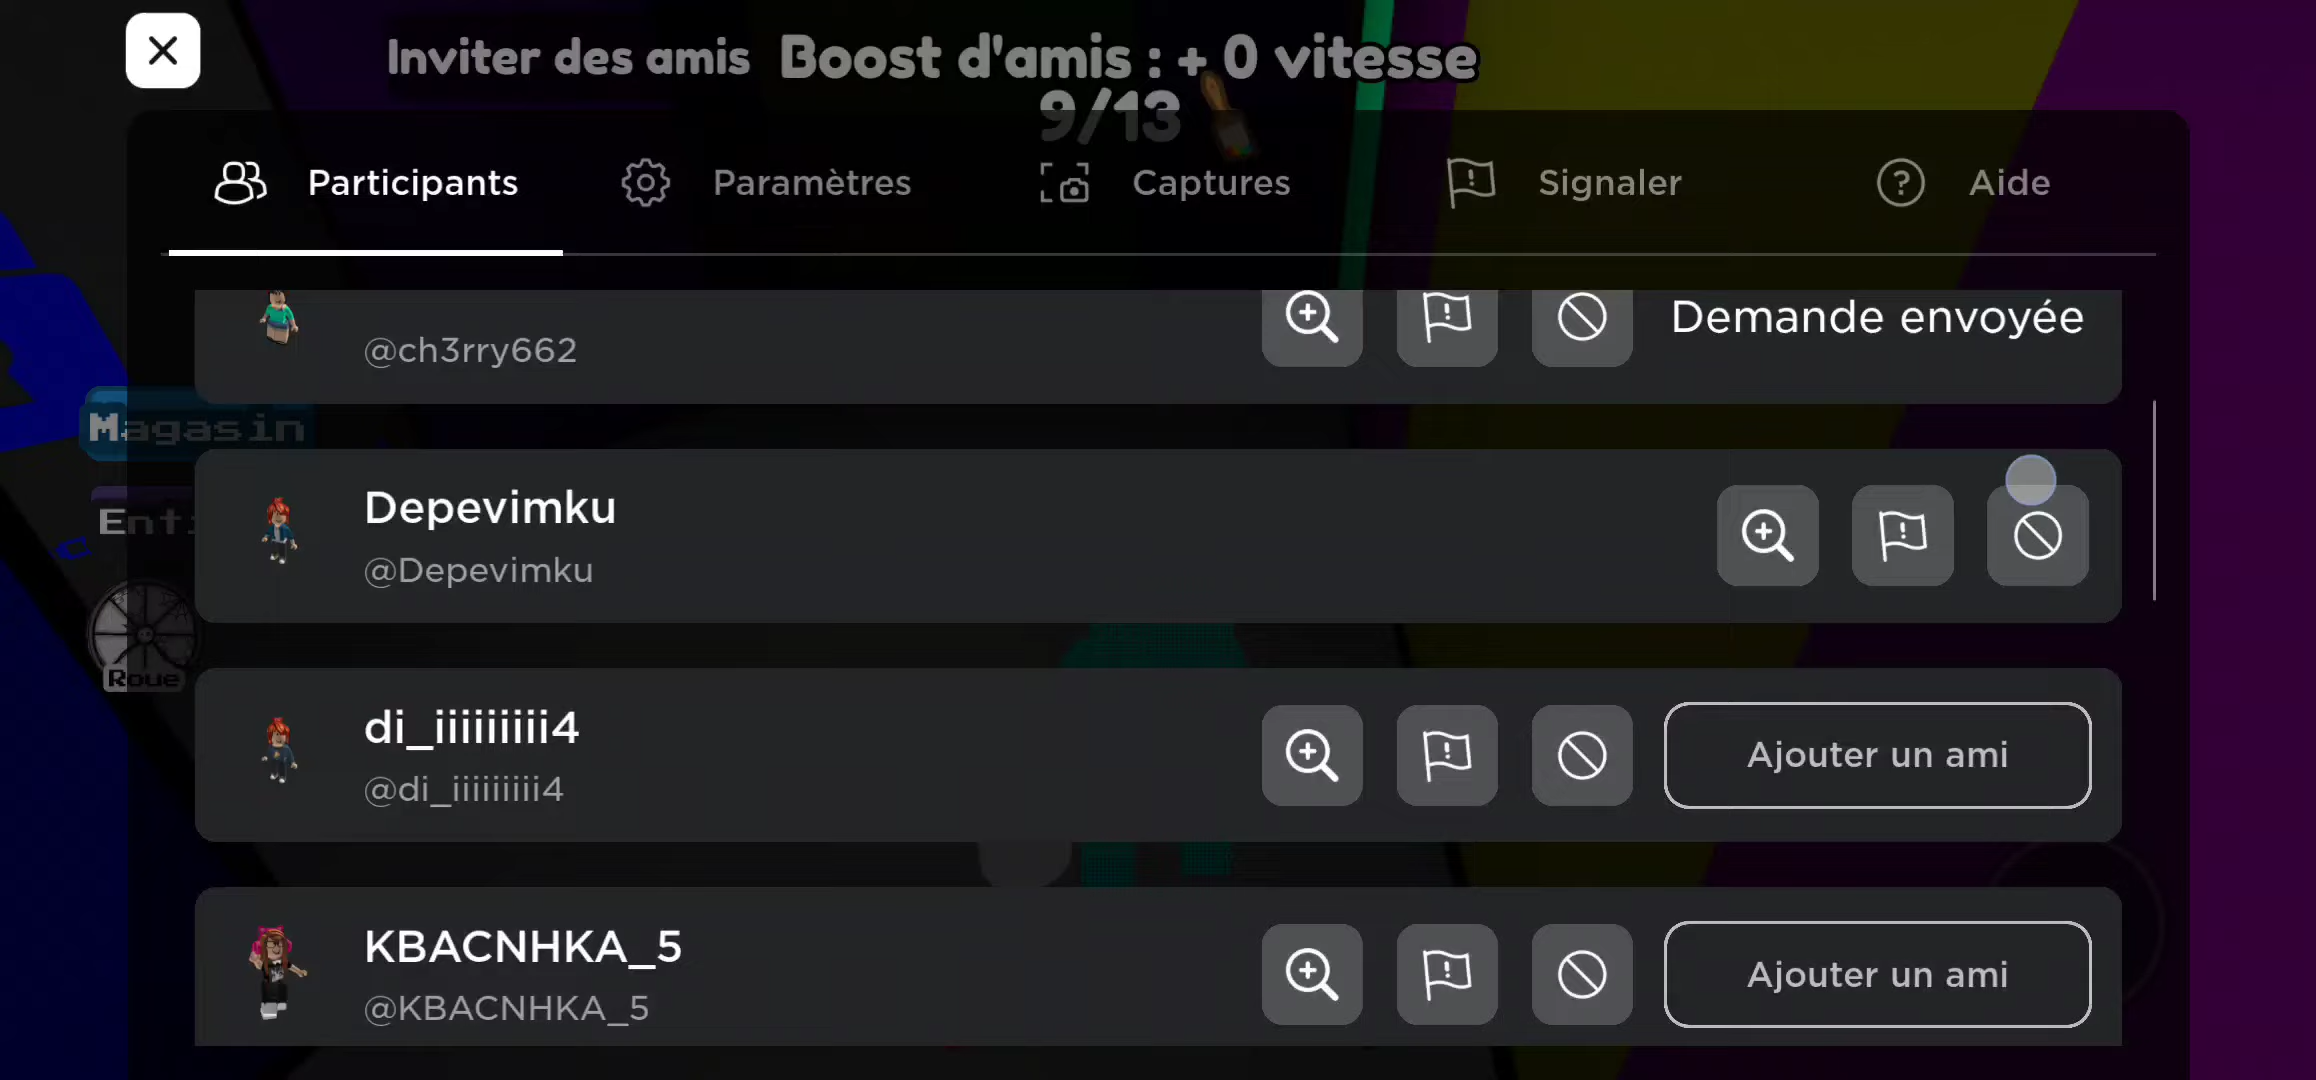 Inviter des amis Boost d'amis : + 0 vitesse
9/13
Participants Paramètres Captures Signaler Aide
@ch3rry662 Demande envoyée
Magasin
Depevimku
@Depevimku
Roue
di_iiiiiiiii4
@di_iiiiiiiii4
Ajouter un ami
KBACNHKA_5
@KBACNHKA_5
Ajouter un ami